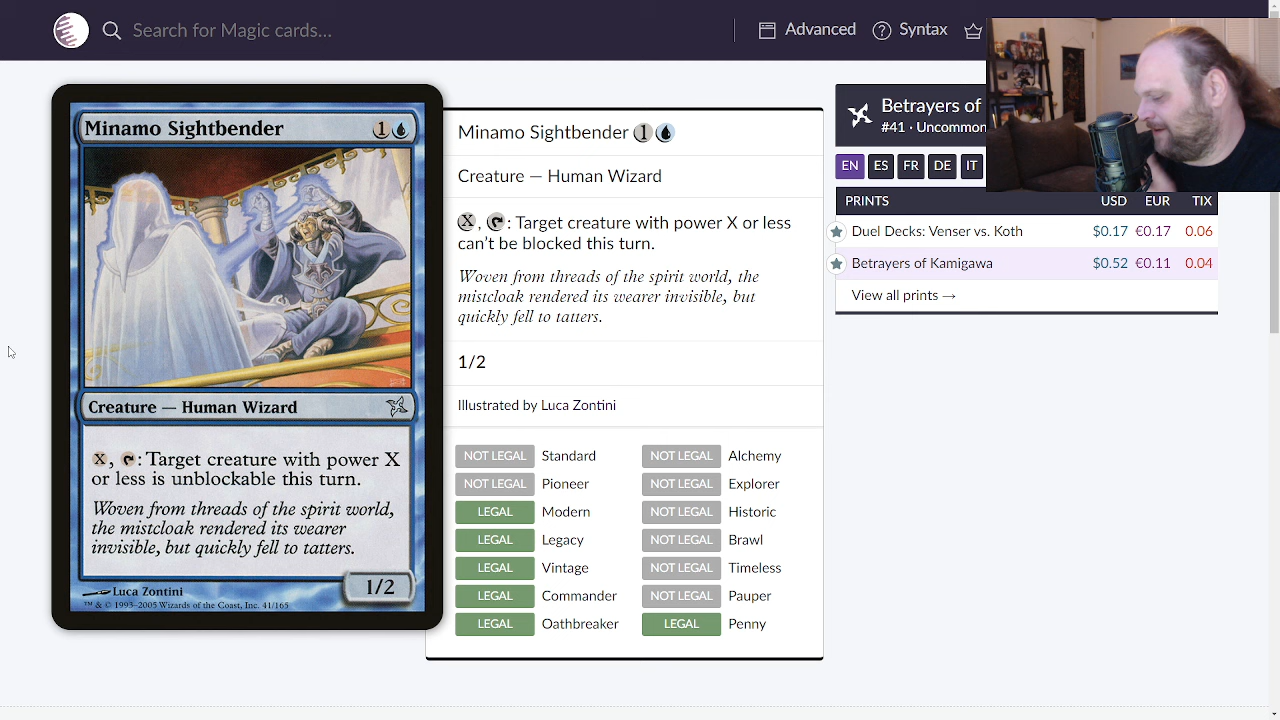 Search for Magic cards...
Advanced
Syntax
Minamo Sightbender 1
Creature — Human Wizard
X, : Target creature with power X
or less is unblockable this turn.
Woven from threads of the spirit world,
the mistcloak rendered its wearer
invisible, but quickly fell to tatters.
1/2
Luca Zontini
™ & © 1993–2005 Wizards of the Coast, Inc. 41/165
Minamo Sightbender 1
Creature — Human Wizard
X, : Target creature with power X or less
can’t be blocked this turn.
Woven from threads of the spirit world, the
mistcloak rendered its wearer invisible, but
quickly fell to tatters.
1/2
Illustrated by Luca Zontini
NOT LEGAL Standard NOT LEGAL Alchemy
NOT LEGAL Pioneer NOT LEGAL Explorer
LEGAL Modern NOT LEGAL Historic
LEGAL Legacy NOT LEGAL Brawl
LEGAL Vintage NOT LEGAL Timeless
LEGAL Commander NOT LEGAL Pauper
LEGAL Oathbreaker LEGAL Penny
Betrayers of
#41 · Uncommon
EN ES FR DE IT
PRINTS USD EUR TIX
Duel Decks: Venser vs. Koth $0.17 €0.17 0.06
Betrayers of Kamigawa $0.52 €0.11 0.04
View all prints →